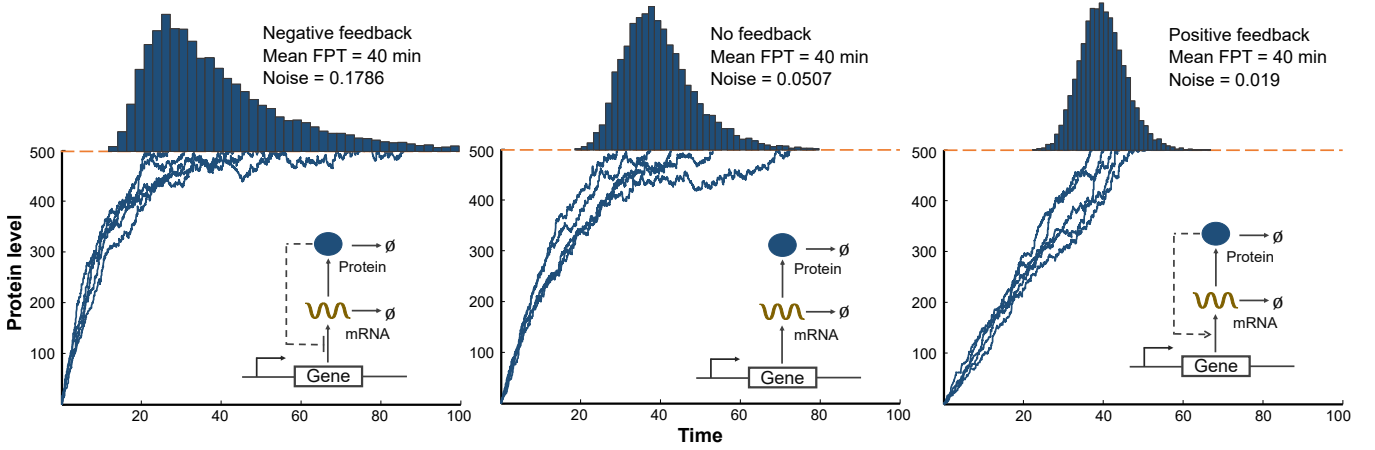 Negative feedback
Mean FPT = 40 min
Noise = 0.1786
No feedback
Mean FPT = 40 min
Noise = 0.0507
Positive feedback
Mean FPT = 40 min
Noise = 0.019
Protein level
500
400
300
200
100
Protein
ø
mRNA
ø
Gene
20
40
60
80
100
500
400
300
200
100
Protein
ø
mRNA
ø
Gene
20
40
60
80
100
500
400
300
200
100
Protein
ø
mRNA
ø
Gene
20
40
60
80
100
Time